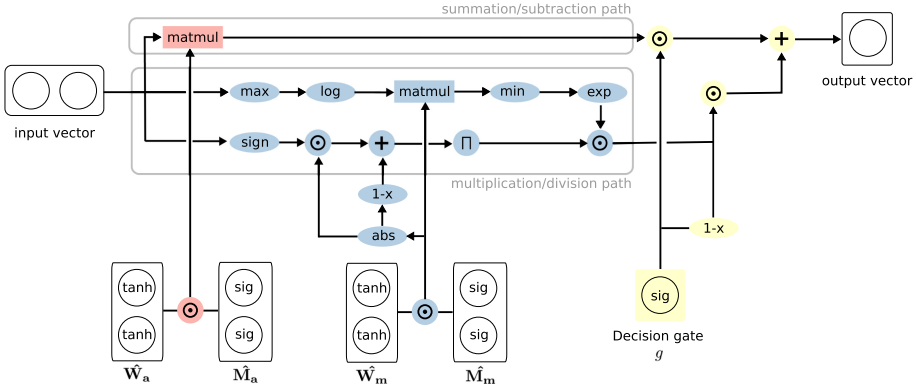 summation/subtraction path
matmul
⊙
+
output vector
input vector
max
log
matmul
min
exp
⊙
sign
⊙
+
∏
⊙
multiplication/division path
1-x
abs
1-x
tanh
tanh
⊙
sig
sig
tanh
tanh
⊙
sig
sig
sig
Decision gate
g
Ŵa
M̂a
Ŵm
M̂m